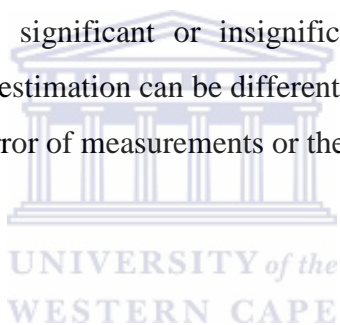 significant or insignific
estimation can be different
rror of measurements or the
UNIVERSITY of the
WESTERN CAPE